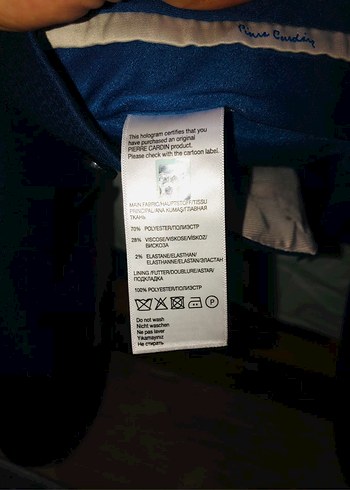 Pierre Cardin
This hologram certifies that you
have purchased an original
PIERRE CARDIN product.
Please check with the cartoon label.
MAIN FABRIC/HAUPTSTOFF/TISSU
PRINCIPAL/ANA KUMAŞ/ГЛАВНАЯ
ТКАНЬ
70% POLYESTER/ПОЛИЭСТР
28% VISCOSE/VISKOSE/VİSKOZ/
ВИСКОЗА
2% ELASTANE/ELASTHAN/
ELASTHANNE/ELASTAN/ЭЛАСТАН
LINING /FUTTER/DOUBLURE/ASTAR/
ПОДКЛАДКА
100% POLYESTER/ПОЛИЭСТР
P
Do not wash
Nicht waschen
Ne pas laver
Yıkamayınız
Не стирать